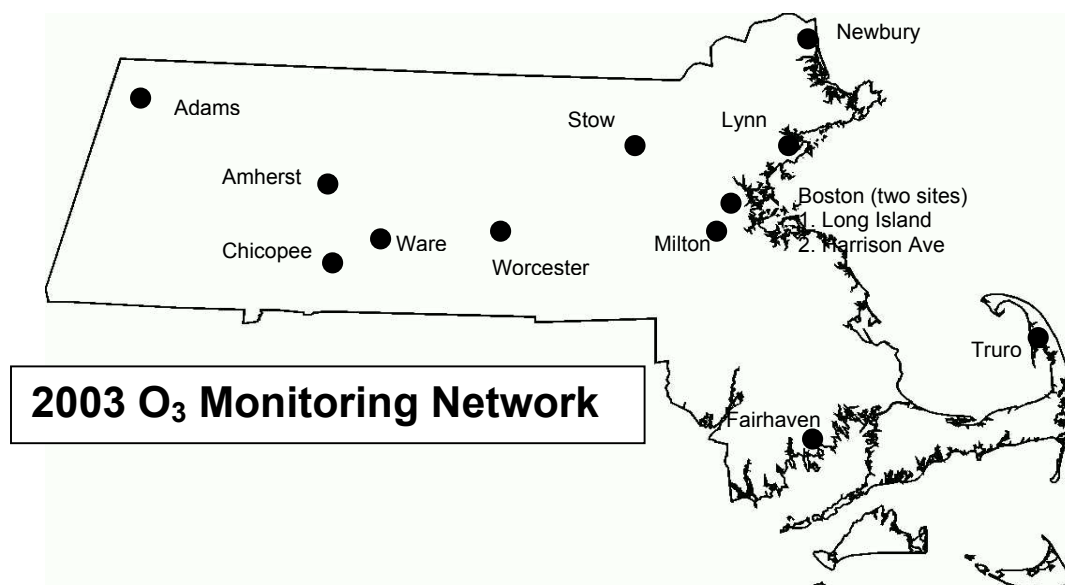 Newbury
Adams
Stow
Lynn
Amherst
Boston (two sites)
1. Long Island
2. Harrison Ave
Milton
Ware
Chicopee
Worcester
Truro
2003 O₃ Monitoring Network
Fairhaven